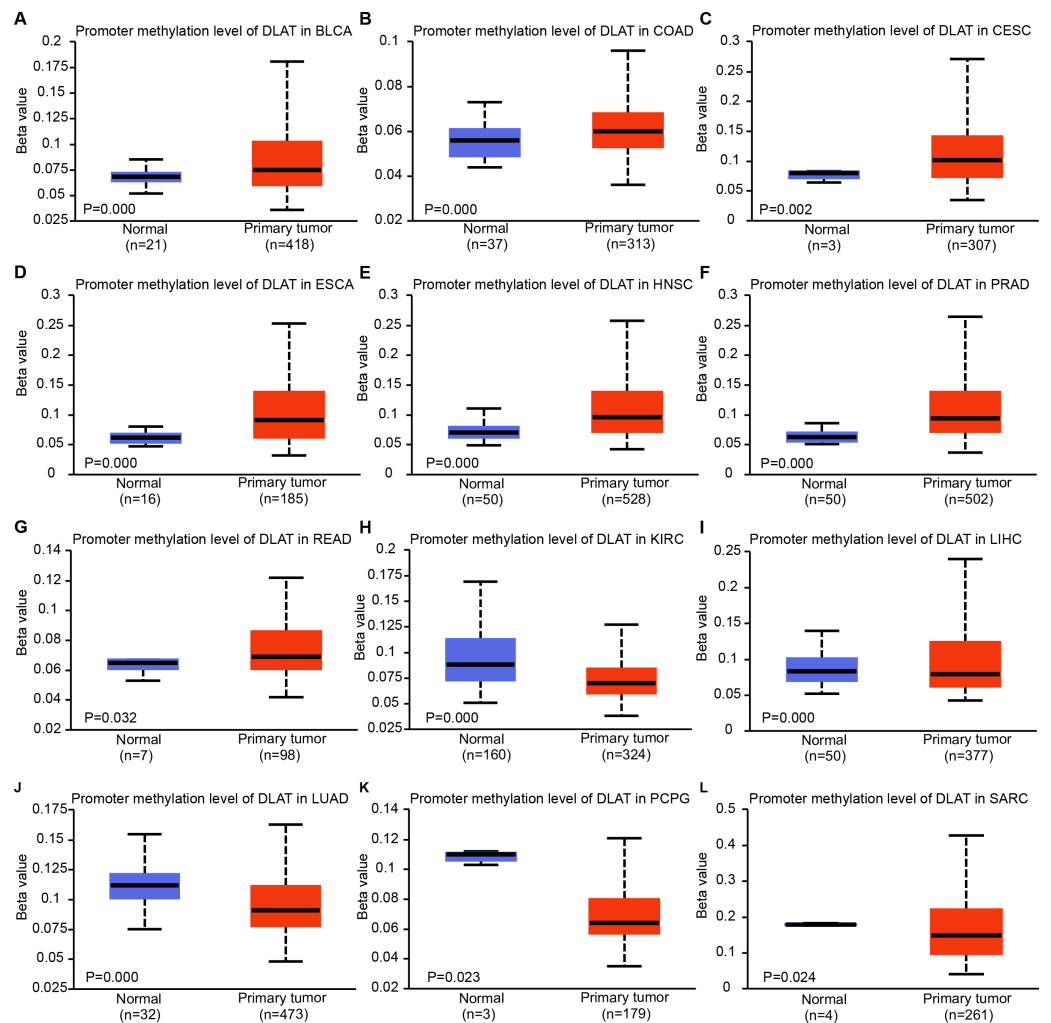 A
Promoter methylation level of DLAT in BLCA
Beta value
0.2
0.175
0.15
0.125
0.1
0.075
0.05
0.025
P=0.000
Normal
(n=21)
Primary tumor
(n=418)
B
Promoter methylation level of DLAT in COAD
Beta value
0.1
0.08
0.06
0.04
0.02
P=0.000
Normal
(n=37)
Primary tumor
(n=313)
C
Promoter methylation level of DLAT in CESC
Beta value
0.3
0.25
0.2
0.15
0.1
0.05
0
P=0.002
Normal
(n=3)
Primary tumor
(n=307)
D
Promoter methylation level of DLAT in ESCA
Beta value
0.3
0.25
0.2
0.15
0.1
0.05
0
P=0.000
Normal
(n=16)
Primary tumor
(n=185)
E
Promoter methylation level of DLAT in HNSC
Beta value
0.3
0.25
0.2
0.15
0.1
0.05
0
P=0.000
Normal
(n=50)
Primary tumor
(n=528)
F
Promoter methylation level of DLAT in PRAD
Beta value
0.3
0.25
0.2
0.15
0.1
0.05
0
P=0.000
Normal
(n=50)
Primary tumor
(n=502)
G
Promoter methylation level of DLAT in READ
Beta value
0.14
0.12
0.1
0.08
0.06
0.04
0.02
P=0.032
Normal
(n=7)
Primary tumor
(n=98)
H
Promoter methylation level of DLAT in KIRC
Beta value
0.2
0.175
0.15
0.125
0.1
0.075
0.05
0.025
P=0.000
Normal
(n=160)
Primary tumor
(n=324)
I
Promoter methylation level of DLAT in LIHC
Beta value
0.25
0.2
0.15
0.1
0.05
0
P=0.000
Normal
(n=50)
Primary tumor
(n=377)
J
Promoter methylation level of DLAT in LUAD
Beta value
0.175
0.15
0.125
0.1
0.075
0.05
0.025
P=0.000
Normal
(n=32)
Primary tumor
(n=473)
K
Promoter methylation level of DLAT in PCPG
Beta value
0.14
0.12
0.1
0.08
0.06
0.04
0.02
P=0.023
Normal
(n=3)
Primary tumor
(n=179)
L
Promoter methylation level of DLAT in SARC
Beta value
0.5
0.4
0.3
0.2
0.1
0
P=0.024
Normal
(n=4)
Primary tumor
(n=261)